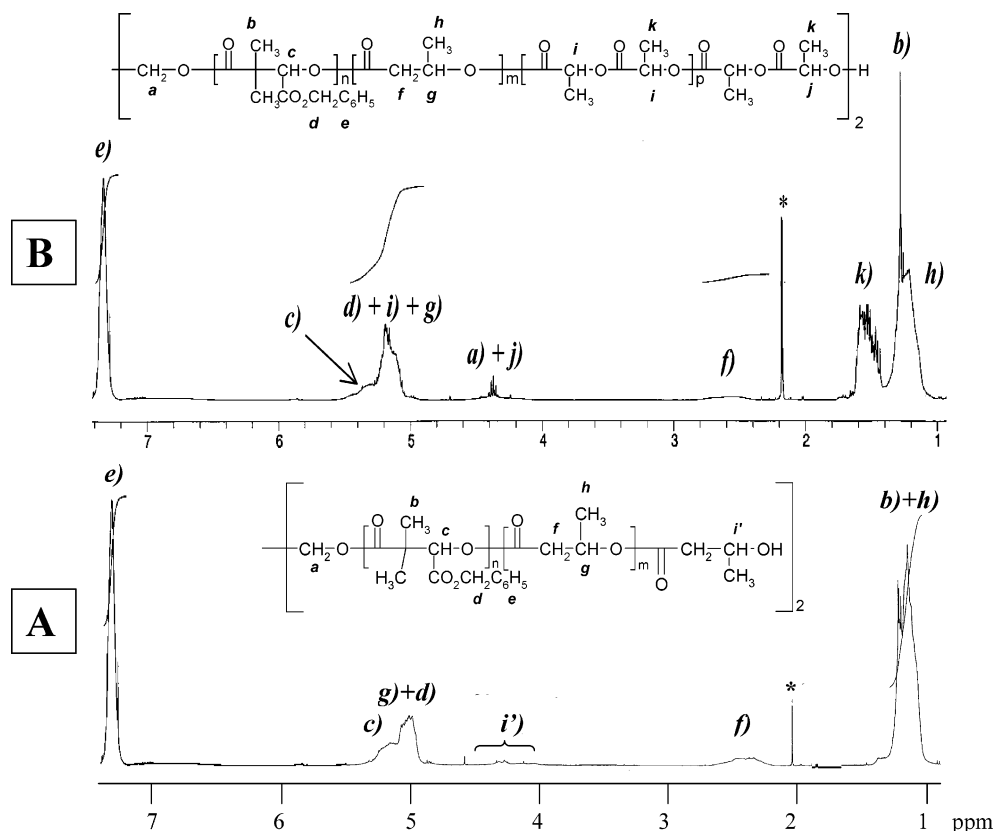 b k k b)
h
O CH3 c O CH3 O i O CH3 O O CH3
CH2 O CH O n CH2 CH O m CH O CH O p CH O CH O H
a CH3 CO2CH2C6H5 f g CH3 i CH3 j
d e 2
e)
*
B
k) h)
c) d) + i) + g)
a) + j)
f)
7 6 5 4 3 2 1
e) h b)+h)
b
O CH3 c O CH3 i'
CH2 O CH O n CH2 CH O m CH2 CH OH
a H3C CO2CH2C6H5 f g O CH3
d e 2
A
g)+d) *
c) i’) f)
7 6 5 4 3 2 1 ppm